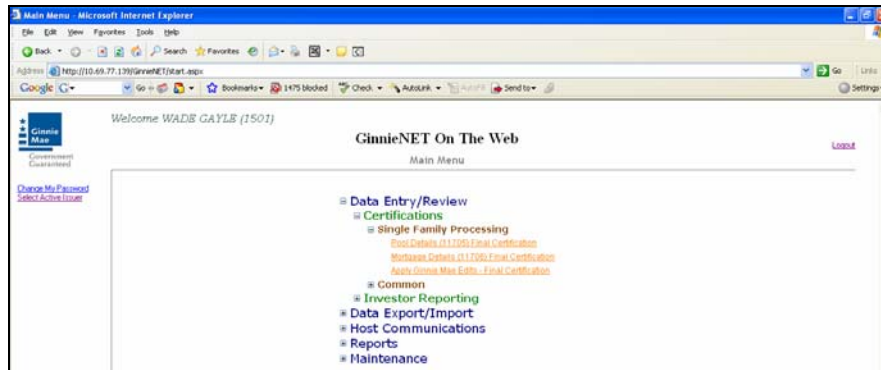 Main Menu - Microsoft Internet Explorer
File Edit View Favorites Tools Help
Back Search Favorites
Address http://10.69.77.139/GinnieNET/start.aspx Go Links
Google G Go Bookmarks 1475 blocked Check AutoLink AutoFill Send to Settings
Welcome WADE GAYLE (1501)
Ginnie
Mae
Government
Guaranteed
GinnieNET On The Web
Logout
Main Menu
Change My Password
Select Active Issuer
Data Entry/Review
Certifications
Single Family Processing
Pool Details (11705) Final Certification
Mortgage Details (11706) Final Certification
Apply Ginnie Mae Edits - Final Certification
Common
Investor Reporting
Data Export/Import
Host Communications
Reports
Maintenance